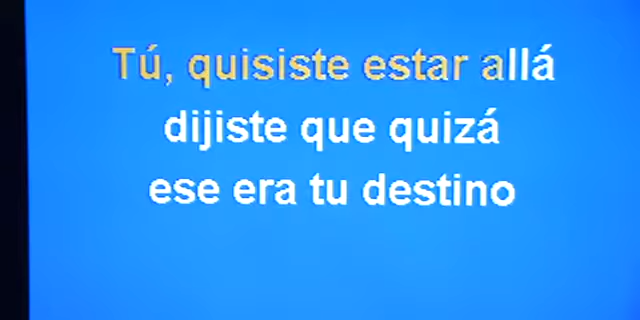 Tú, quisiste estar allá
dijiste que quizá
ese era tu destino